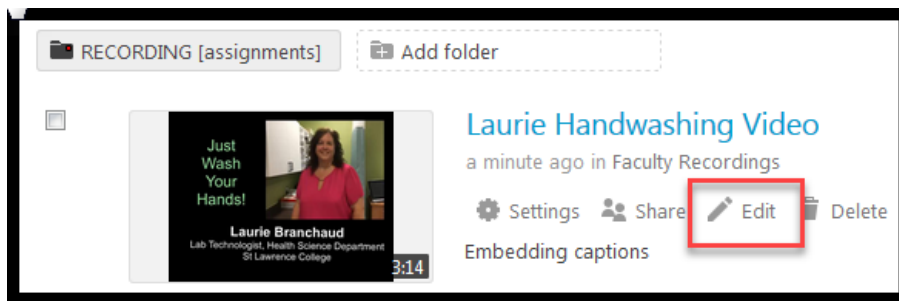 RECORDING [assignments]
Add folder
Just
Wash
Your
Hands!
Laurie Branchaud
Lab Technologist, Health Science Department
St Lawrence College
3:14
Laurie Handwashing Video
a minute ago in Faculty Recordings
Settings Share Edit Delete
Embedding captions